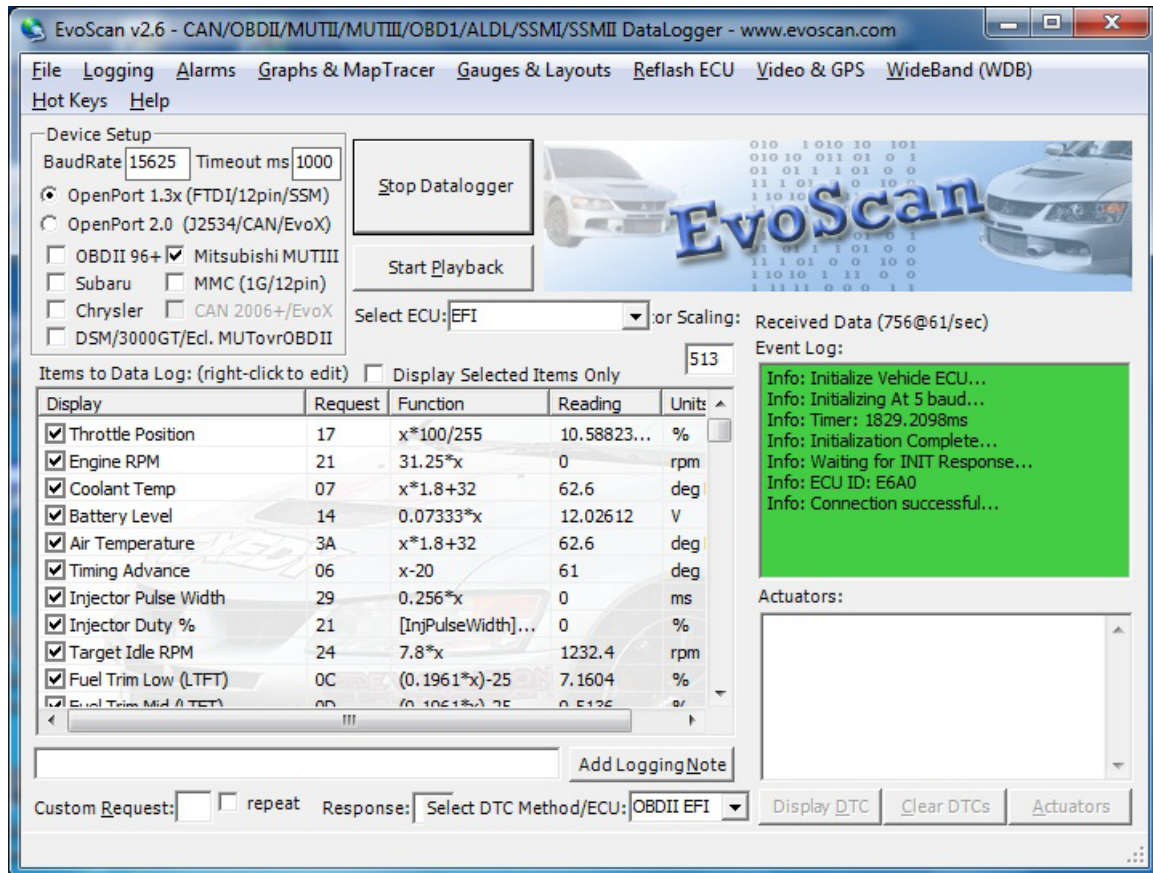 EvoScan v2.6 - CAN/OBDII/MUTII/MUTIII/OBD1/ALDL/SSMI/SSMII DataLogger - www.evoscan.com
File Logging Alarms Graphs & MapTracer Gauges & Layouts Reflash ECU Video & GPS WideBand (WDB)
Hot Keys Help
Device Setup
BaudRate 15625 Timeout ms 1000
OpenPort 1.3x (FTDI/12pin/SSM)
OpenPort 2.0 (J2534/CAN/EvoX)
OBDII 96+ Mitsubishi MUTIII
Subaru MMC (1G/12pin)
Chrysler CAN 2006+/EvoX
DSM/3000GT/Ecl. MUTovrOBDII
Stop Datalogger
Start Playback
EvoScan
Select ECU: EFI or Scaling:
513
Received Data (756@61/sec)
Event Log:
Info: Initialize Vehicle ECU...
Info: Initializing At 5 baud...
Info: Timer: 1829.2098ms
Info: Initialization Complete...
Info: Waiting for INIT Response...
Info: ECU ID: E6A0
Info: Connection successful...
Items to Data Log: (right-click to edit) Display Selected Items Only
Display Request Function Reading Units
Throttle Position 17 x*100/255 10.58823... %
Engine RPM 21 31.25*x 0 rpm
Coolant Temp 07 x*1.8+32 62.6 deg
Battery Level 14 0.07333*x 12.02612 V
Air Temperature 3A x*1.8+32 62.6 deg
Timing Advance 06 x-20 61 deg
Injector Pulse Width 29 0.256*x 0 ms
Injector Duty % 21 [InjPulseWidth]... 0 %
Target Idle RPM 24 7.8*x 1232.4 rpm
Fuel Trim Low (LTFT) 0C (0.1961*x)-25 7.1604 %
Fuel Trim Mid (LTFT) 0D (0.1961*x)-25 0.5136 %
Actuators:
Add Logging Note
Custom Request: repeat Response: Select DTC Method/ECU: OBDII EFI
Display DTC Clear DTCs Actuators